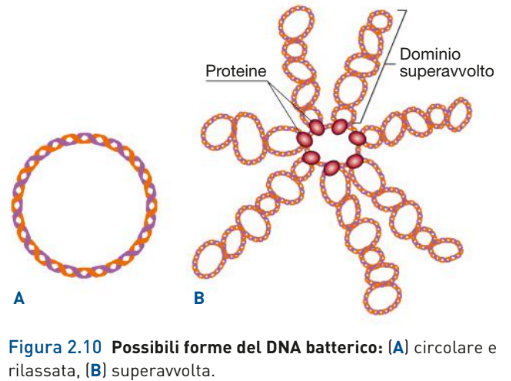 Proteine
Dominio
superavvolto
A
B
Figura 2.10 Possibili forme del DNA batterico: (A) circolare e
rilassata, (B) superavvolta.